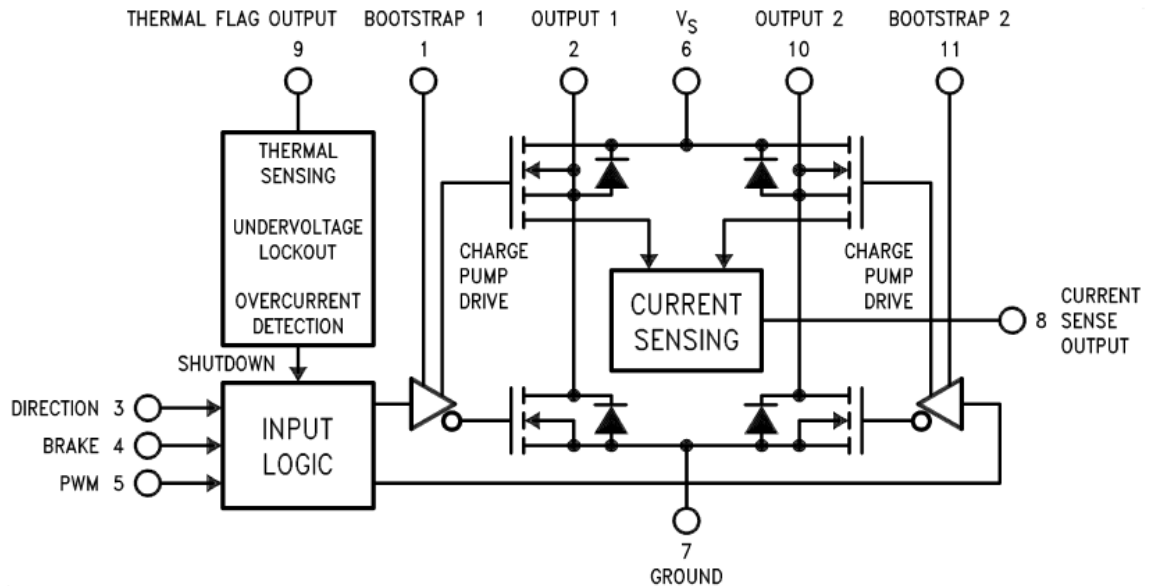 THERMAL FLAG OUTPUT
9
BOOTSTRAP 1
1
OUTPUT 1
2
VS
6
OUTPUT 2
10
BOOTSTRAP 2
11
THERMAL
SENSING
UNDERVOLTAGE
LOCKOUT
OVERCURRENT
DETECTION
SHUTDOWN
CHARGE
PUMP
DRIVE
CURRENT
SENSING
CHARGE
PUMP
DRIVE
8 CURRENT
SENSE
OUTPUT
DIRECTION 3
BRAKE 4
PWM 5
INPUT
LOGIC
7
GROUND